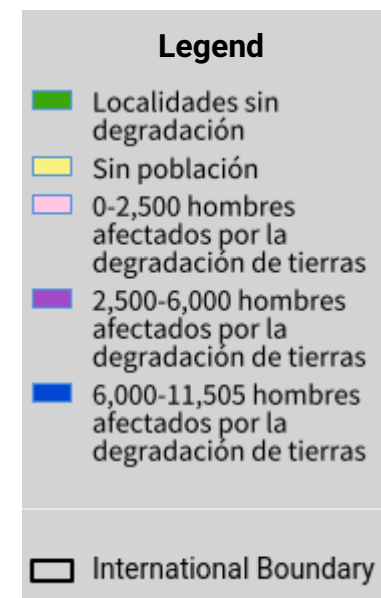 Legend
Localidades sin
degradación
Sin población
0-2,500 hombres
afectados por la
degradación de tierras
2,500-6,000 hombres
afectados por la
degradación de tierras
6,000-11,505 hombres
afectados por la
degradación de tierras
International Boundary